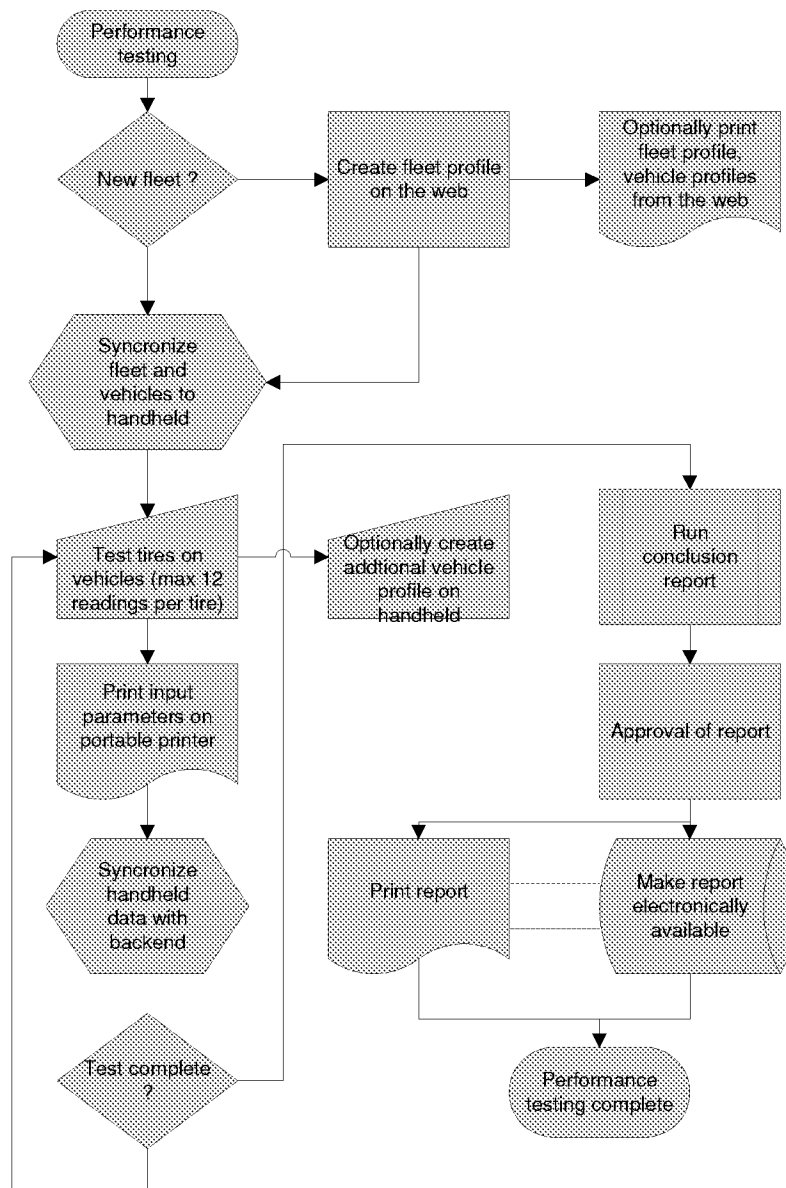 Performance
testing
New fleet ?
Create fleet profile
on the web
Optionally print
fleet profile,
vehicle profiles
from the web
Syncronize
fleet and
vehicles to
handheld
Test tires on
vehicles (max 12
readings per tire)
Optionally create
addtional vehicle
profile on
handheld
Run
conclusion
report
Print input
parameters on
portable printer
Approval of report
Syncronize
handheld
data with
backend
Print report
Make report
electronically
available
Test complete
?
Performance
testing complete